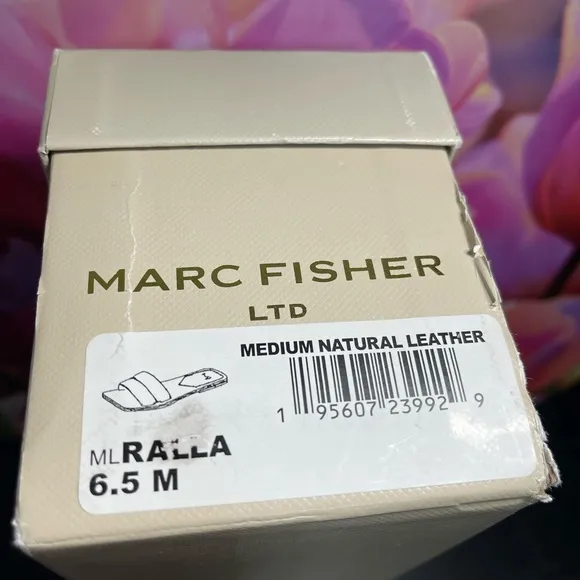 MARC FISHER
LTD
MEDIUM NATURAL LEATHER
1 95607 23992 9
MLRALLA
6.5 M